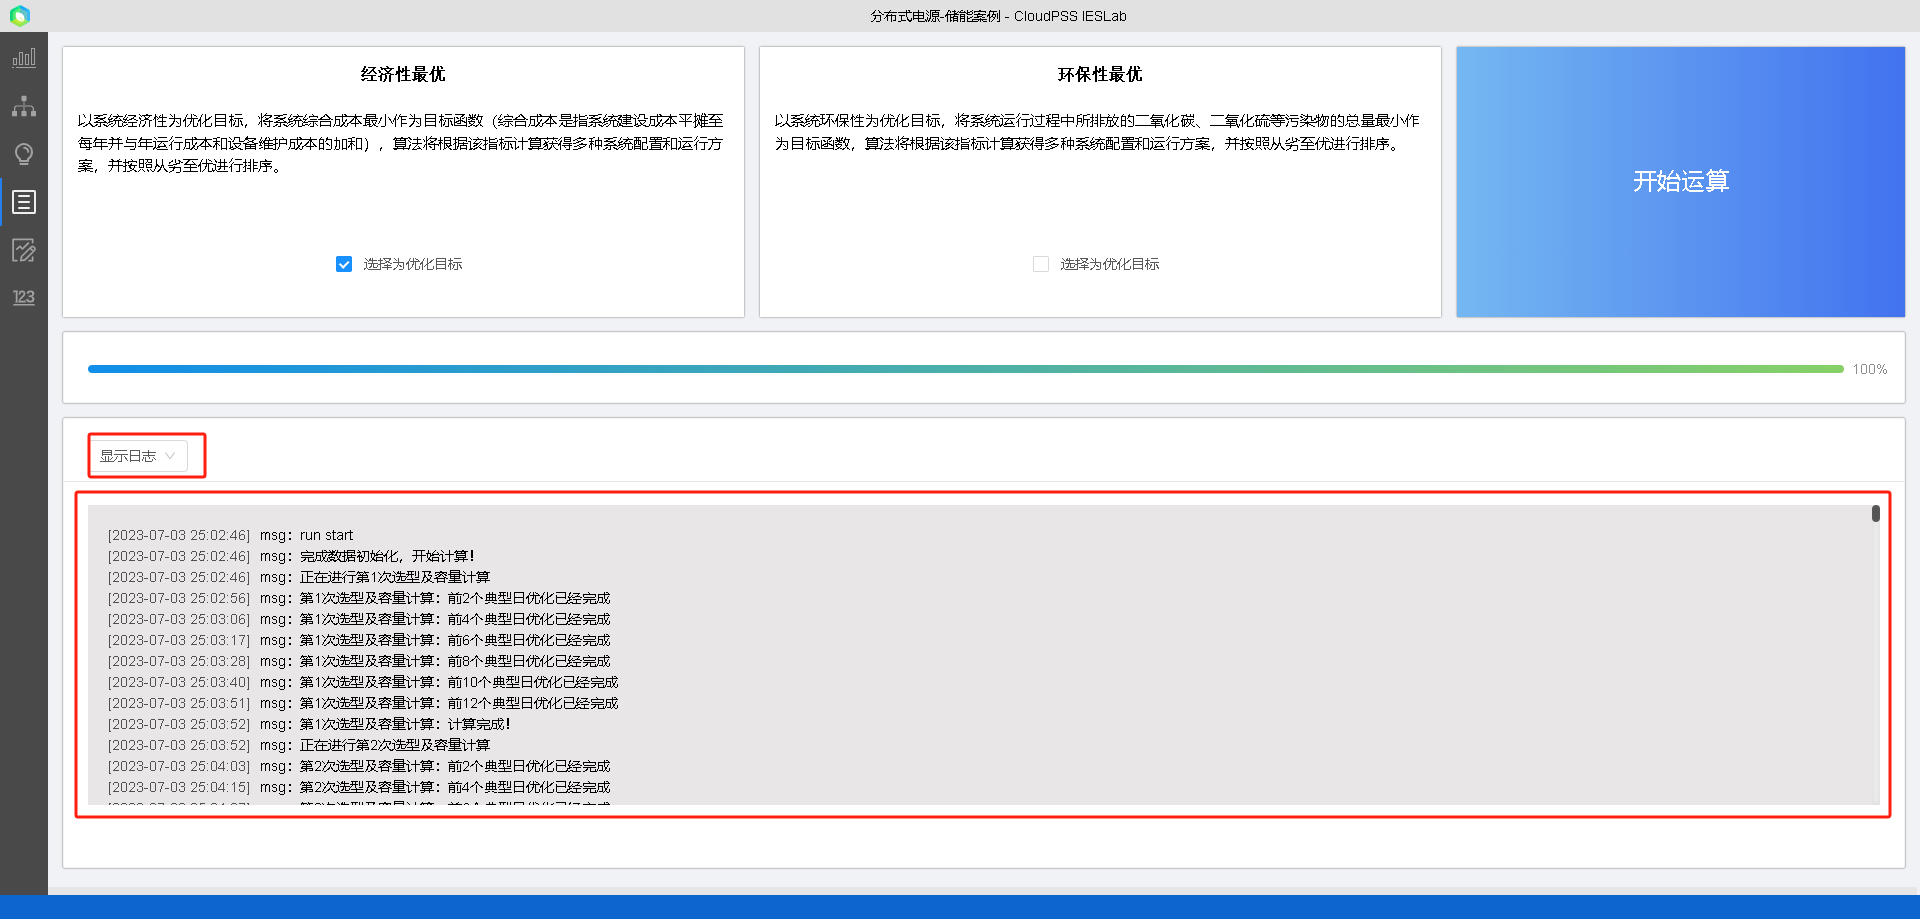 分布式电源-储能案例 - CloudPSS IESLab
经济性最优
以系统经济性为优化目标，将系统综合成本最小作为目标函数（综合成本是指系统建设成本平摊至
每年并与年运行成本和设备维护成本的加和），算法将根据该指标计算获得多种系统配置和运行方
案，并按照从劣至优进行排序。
选择为优化目标
环保性最优
以系统环保性为优化目标，将系统运行过程中所排放的二氧化碳、二氧化硫等污染物的总量最小作
为目标函数，算法将根据该指标计算获得多种系统配置和运行方案，并按照从劣至优进行排序。
选择为优化目标
开始运算
123
100%
显示日志
[2023-07-03 25:02:46] msg：run start
[2023-07-03 25:02:46] msg：完成数据初始化，开始计算！
[2023-07-03 25:02:46] msg：正在进行第1次选型及容量计算
[2023-07-03 25:02:56] msg：第1次选型及容量计算：前2个典型日优化已经完成
[2023-07-03 25:03:06] msg：第1次选型及容量计算：前4个典型日优化已经完成
[2023-07-03 25:03:17] msg：第1次选型及容量计算：前6个典型日优化已经完成
[2023-07-03 25:03:28] msg：第1次选型及容量计算：前8个典型日优化已经完成
[2023-07-03 25:03:40] msg：第1次选型及容量计算：前10个典型日优化已经完成
[2023-07-03 25:03:51] msg：第1次选型及容量计算：前12个典型日优化已经完成
[2023-07-03 25:03:52] msg：第1次选型及容量计算：计算完成！
[2023-07-03 25:03:52] msg：正在进行第2次选型及容量计算
[2023-07-03 25:04:03] msg：第2次选型及容量计算：前2个典型日优化已经完成
[2023-07-03 25:04:15] msg：第2次选型及容量计算：前4个典型日优化已经完成